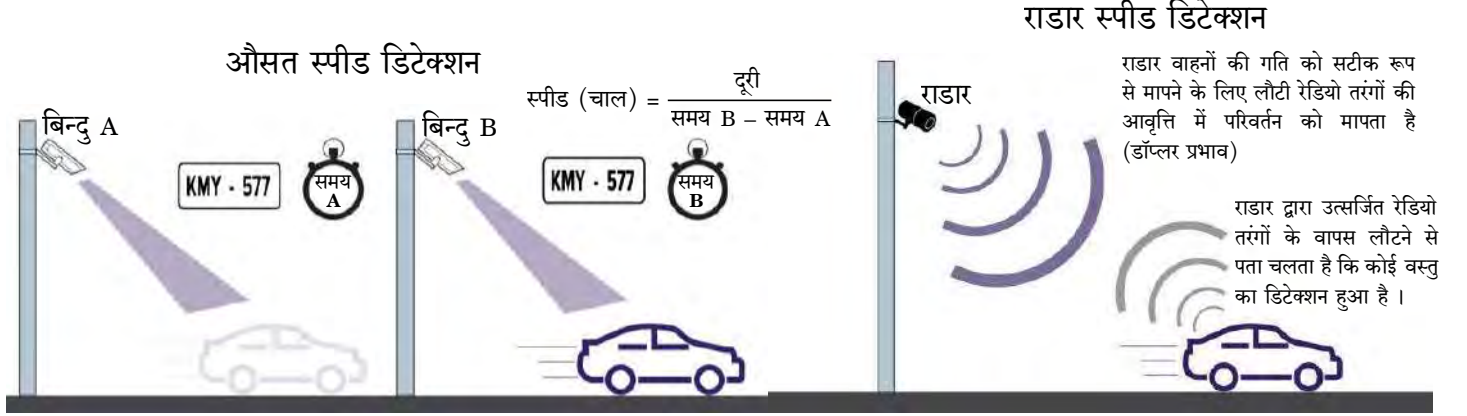 औसत स्पीड डिटेक्शन
स्पीड (चाल) = दूरी
समय B – समय A
बिन्दु A
KMY - 577
समय
A
बिन्दु B
KMY - 577
समय
B
राडार स्पीड डिटेक्शन
राडार
राडार वाहनों की गति को सटीक रूप
से मापने के लिए लौटी रेडियो तरंगों की
आवृत्ति में परिवर्तन को मापता है
(डॉप्लर प्रभाव)
राडार द्वारा उत्सर्जित रेडियो
तरंगों के वापस लौटने से
पता चलता है कि कोई वस्तु
का डिटेक्शन हुआ है ।